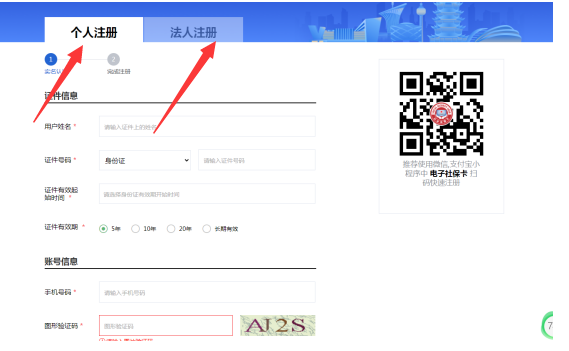 个人注册 法人注册
1 2
实名认 完成注册
证件信息
用户姓名 * 请输入证件上的姓名
证件号码 * 身份证 请输入证件号码
证件有效起
始时间 * 请选择身份证有效期开始时间
证件有效期 * 5年 10年 20年 长期有效
账号信息
手机号码 * 请输入手机号码
图形验证码 * 图形验证码 AJ2S
推荐使用微信,支付宝小
程序中 电子社保卡 扫
码快速注册
7